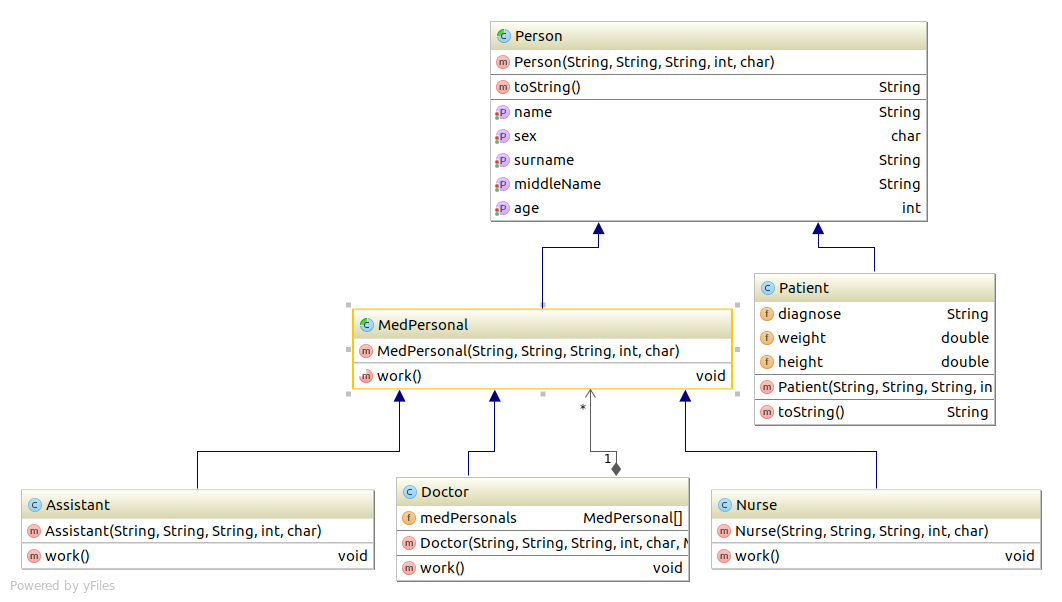 Person
Person(String, String, String, int, char)
toString() String
name String
sex char
surname String
middleName String
age int
Patient
diagnose String
weight double
height double
Patient(String, String, String, in
toString() String
MedPersonal
MedPersonal(String, String, String, int, char)
work() void
*
1
Assistant
Assistant(String, String, String, int, char)
work() void
Doctor
medPersonals MedPersonal[]
Doctor(String, String, String, int, char, M
work() void
Nurse
Nurse(String, String, String, int, char)
work() void
Powered by yFiles